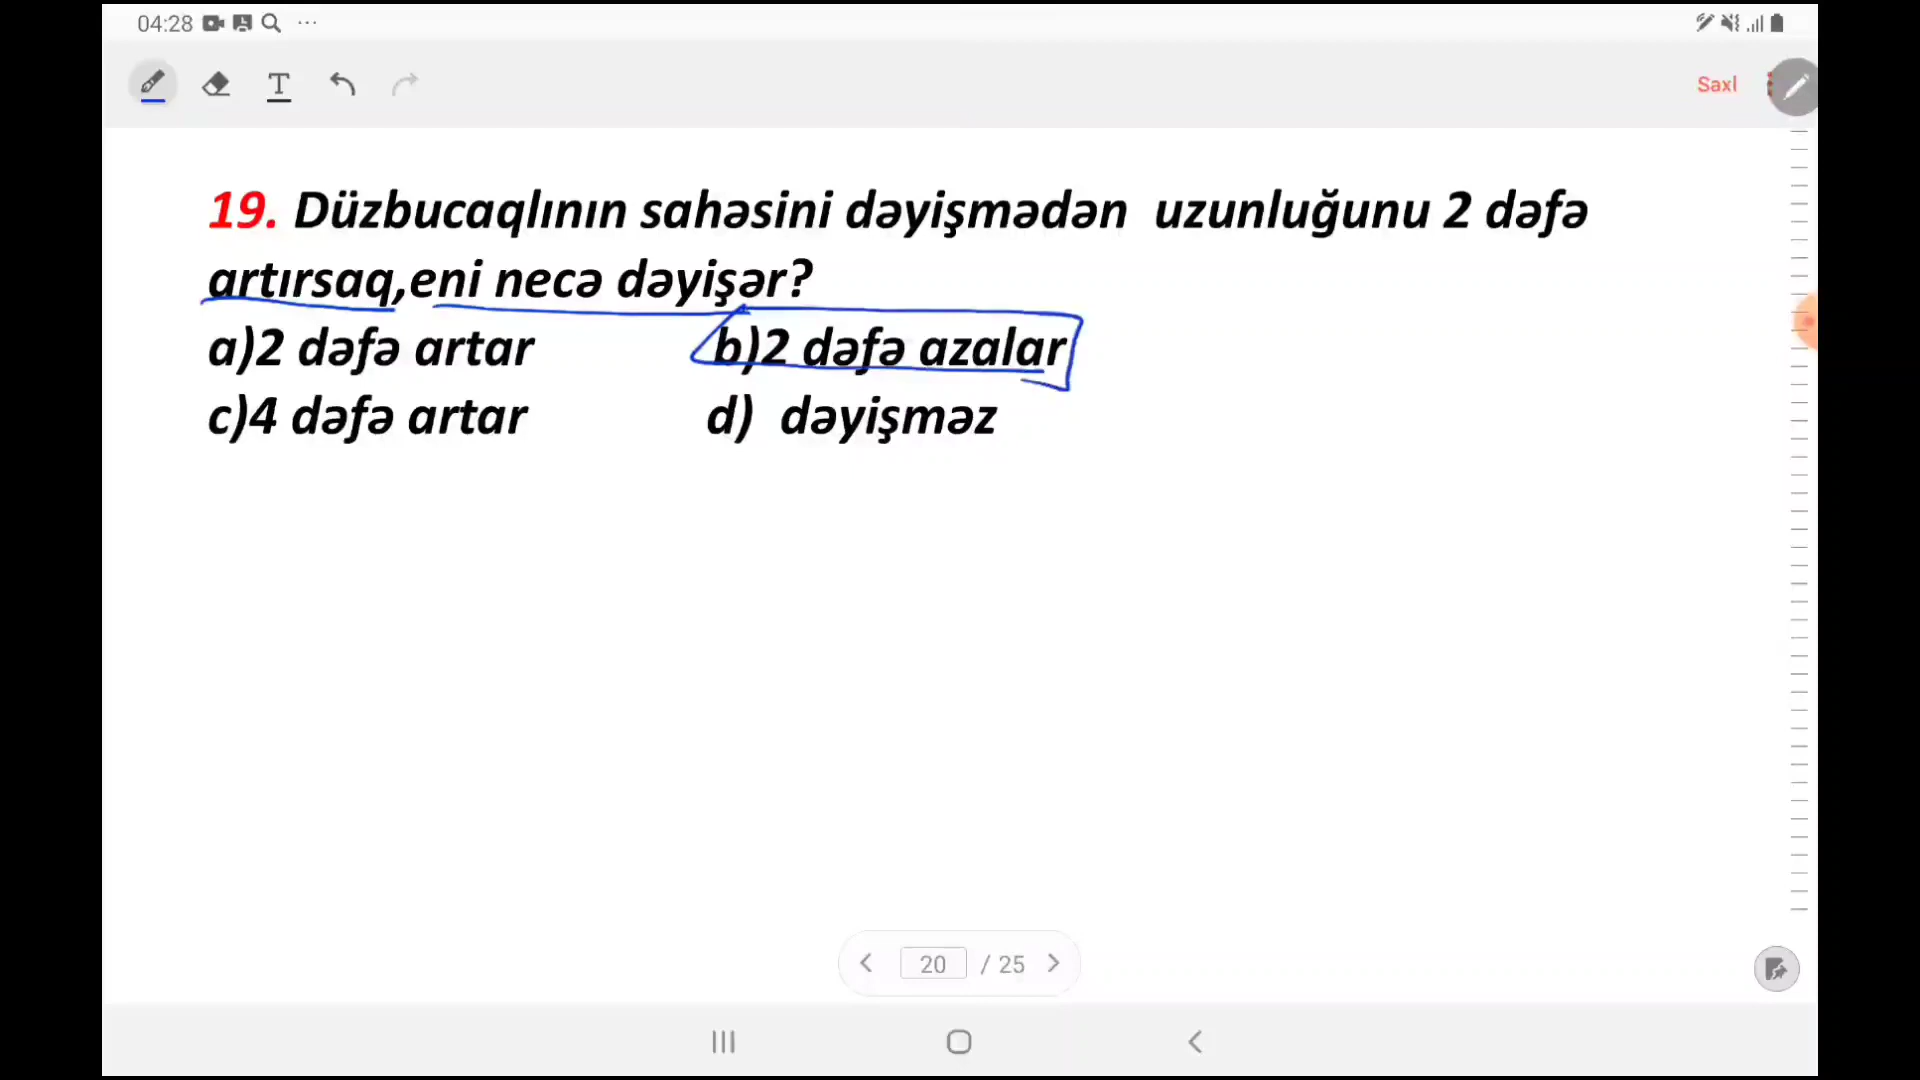 04:28 ...
T
Saxl
19. Düzbucaqlının sahəsini dəyişmədən uzunluğunu 2 dəfə
artırsaq,eni necə dəyişər?
a)2 dəfə artar b)2 dəfə azalar
c)4 dəfə artar d) dəyişməz
20 / 25